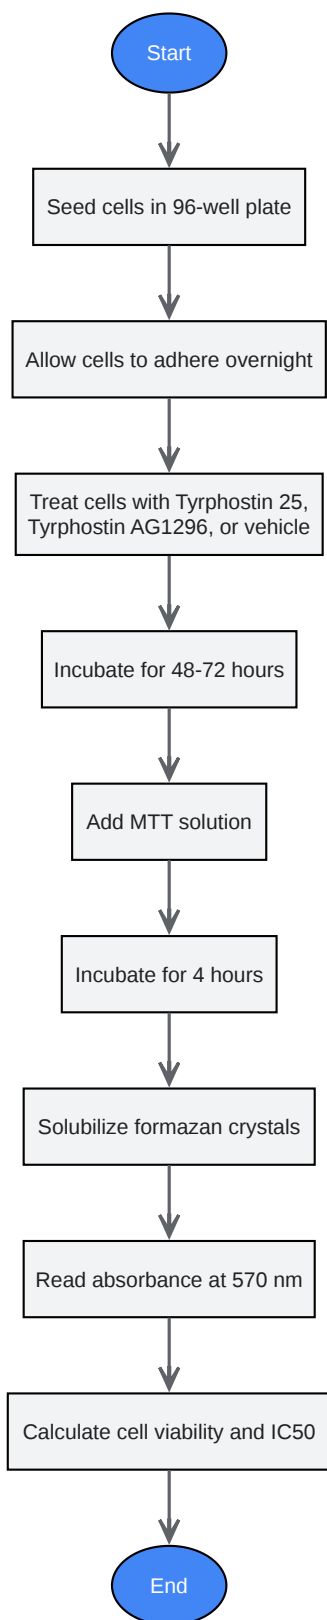 Start
Seed cells in 96-well plate
Allow cells to adhere overnight
Treat cells with Tyrphostin 25,
Tyrphostin AG1296, or vehicle
Incubate for 48-72 hours
Add MTT solution
Incubate for 4 hours
Solubilize formazan crystals
Read absorbance at 570 nm
Calculate cell viability and IC50
End